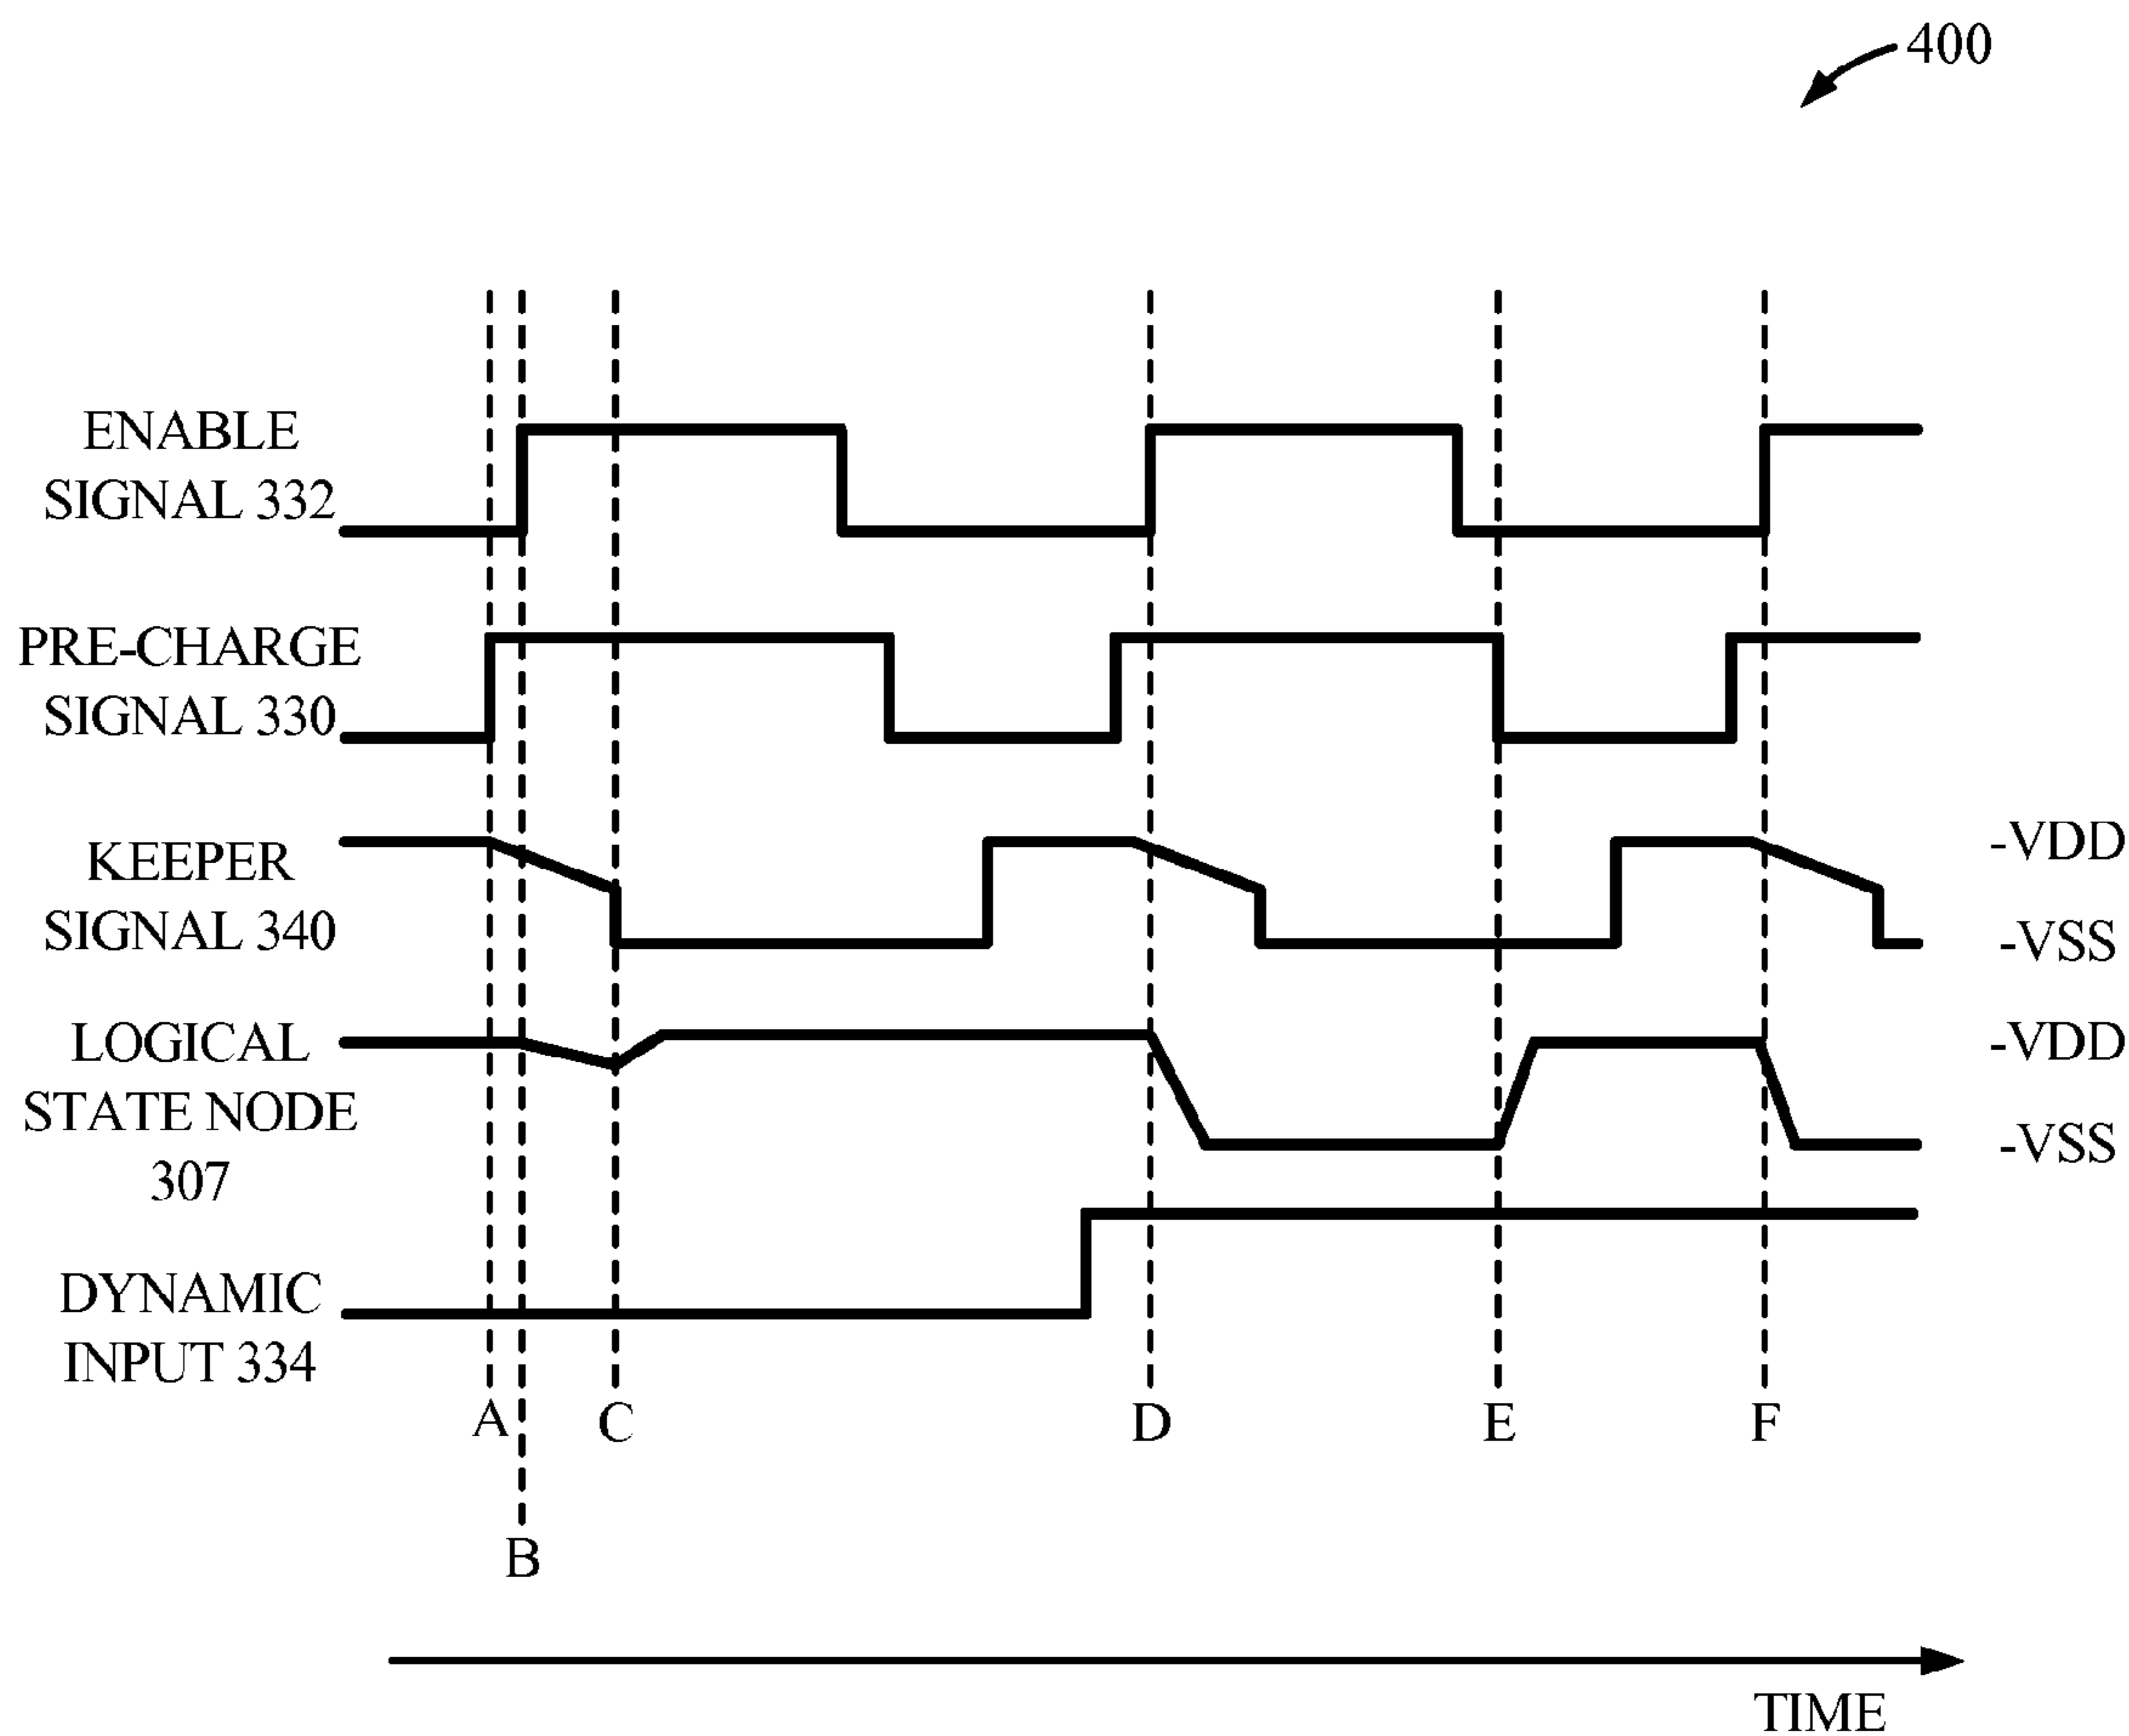 400
ENABLE
SIGNAL 332
PRE-CHARGE
SIGNAL 330
KEEPER
SIGNAL 340
-VDD
-VSS
LOGICAL
STATE NODE
307
-VDD
-VSS
DYNAMIC
INPUT 334
A
B
C
D
E
F
TIME